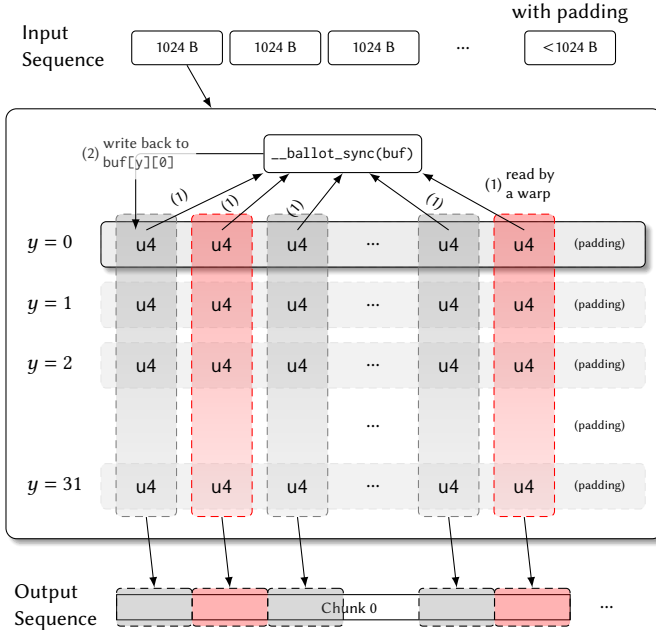 with padding
Input
Sequence
1024 B 1024 B 1024 B ... <1024 B
(2) write back to
buf[y][0]
__ballot_sync(buf)
(1) read by
a warp
(1) (1) (1) (1)
y = 0 u4 u4 u4 ... u4 u4 (padding)
y = 1 u4 u4 u4 ... u4 u4 (padding)
y = 2 u4 u4 u4 ... u4 u4 (padding)
... (padding)
y = 31 u4 u4 u4 ... u4 u4 (padding)
Output
Sequence
Chunk 0 ...